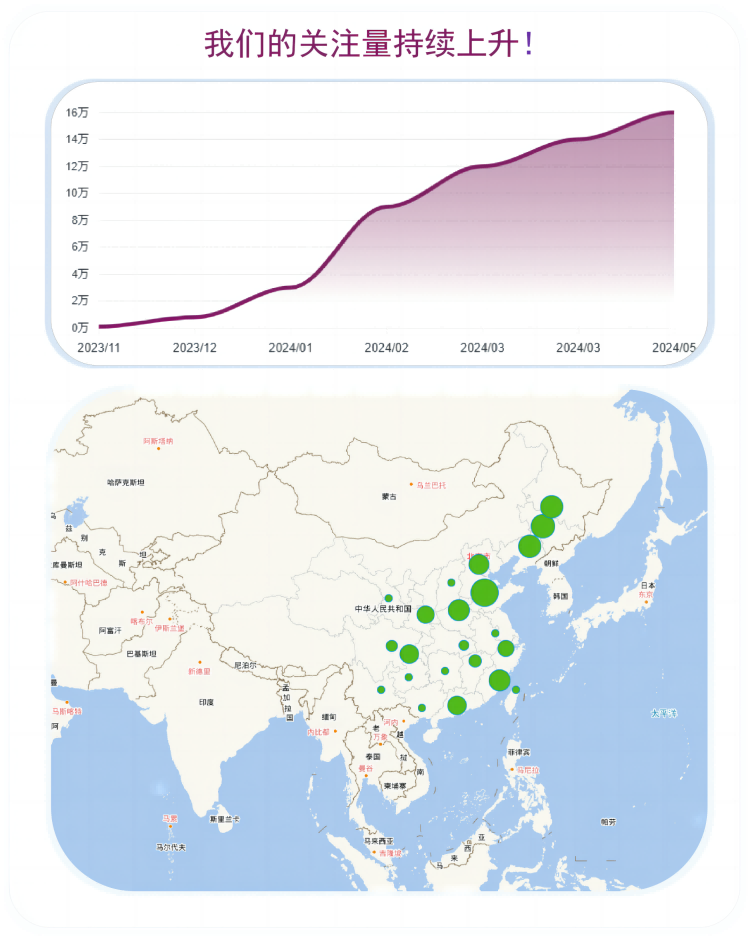 我们的关注量持续上升!
16万
14万
12万
10万
8万
6万
4万
2万
0万
2023/11
2023/12
2024/01
2024/02
2024/03
2024/03
2024/05
阿斯塔纳
哈萨克斯坦
乌兰巴托
蒙古
乌
兹
别
克
斯
坦
库曼斯坦
阿什哈巴德
朝鲜
韩国
日本
东京
中华人民共和国
喀布尔
伊斯兰堡
阿富汗
巴基斯坦
新德里
尼泊尔
曼
马斯喀特
阿
印度
孟
加
拉
国
缅甸
内比都
河内
老
万象
越
泰国
拉
曼谷
南
柬埔寨
太平洋
菲律宾
马尼拉
马累
斯里兰卡
马尔代夫
帕劳
马来西亚
吉隆坡
马
来
西
亚